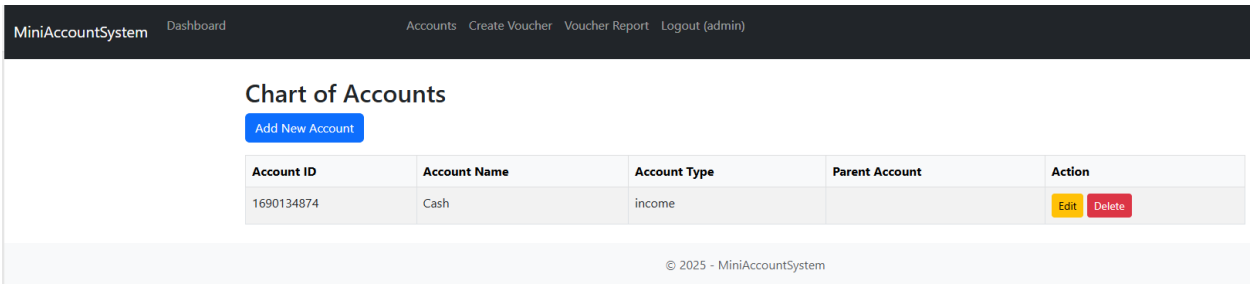 MiniAccountSystem Dashboard Accounts Create Voucher Voucher Report Logout (admin)
Chart of Accounts
Add New Account
Account ID Account Name Account Type Parent Account Action
1690134874 Cash income Edit Delete
© 2025 - MiniAccountSystem